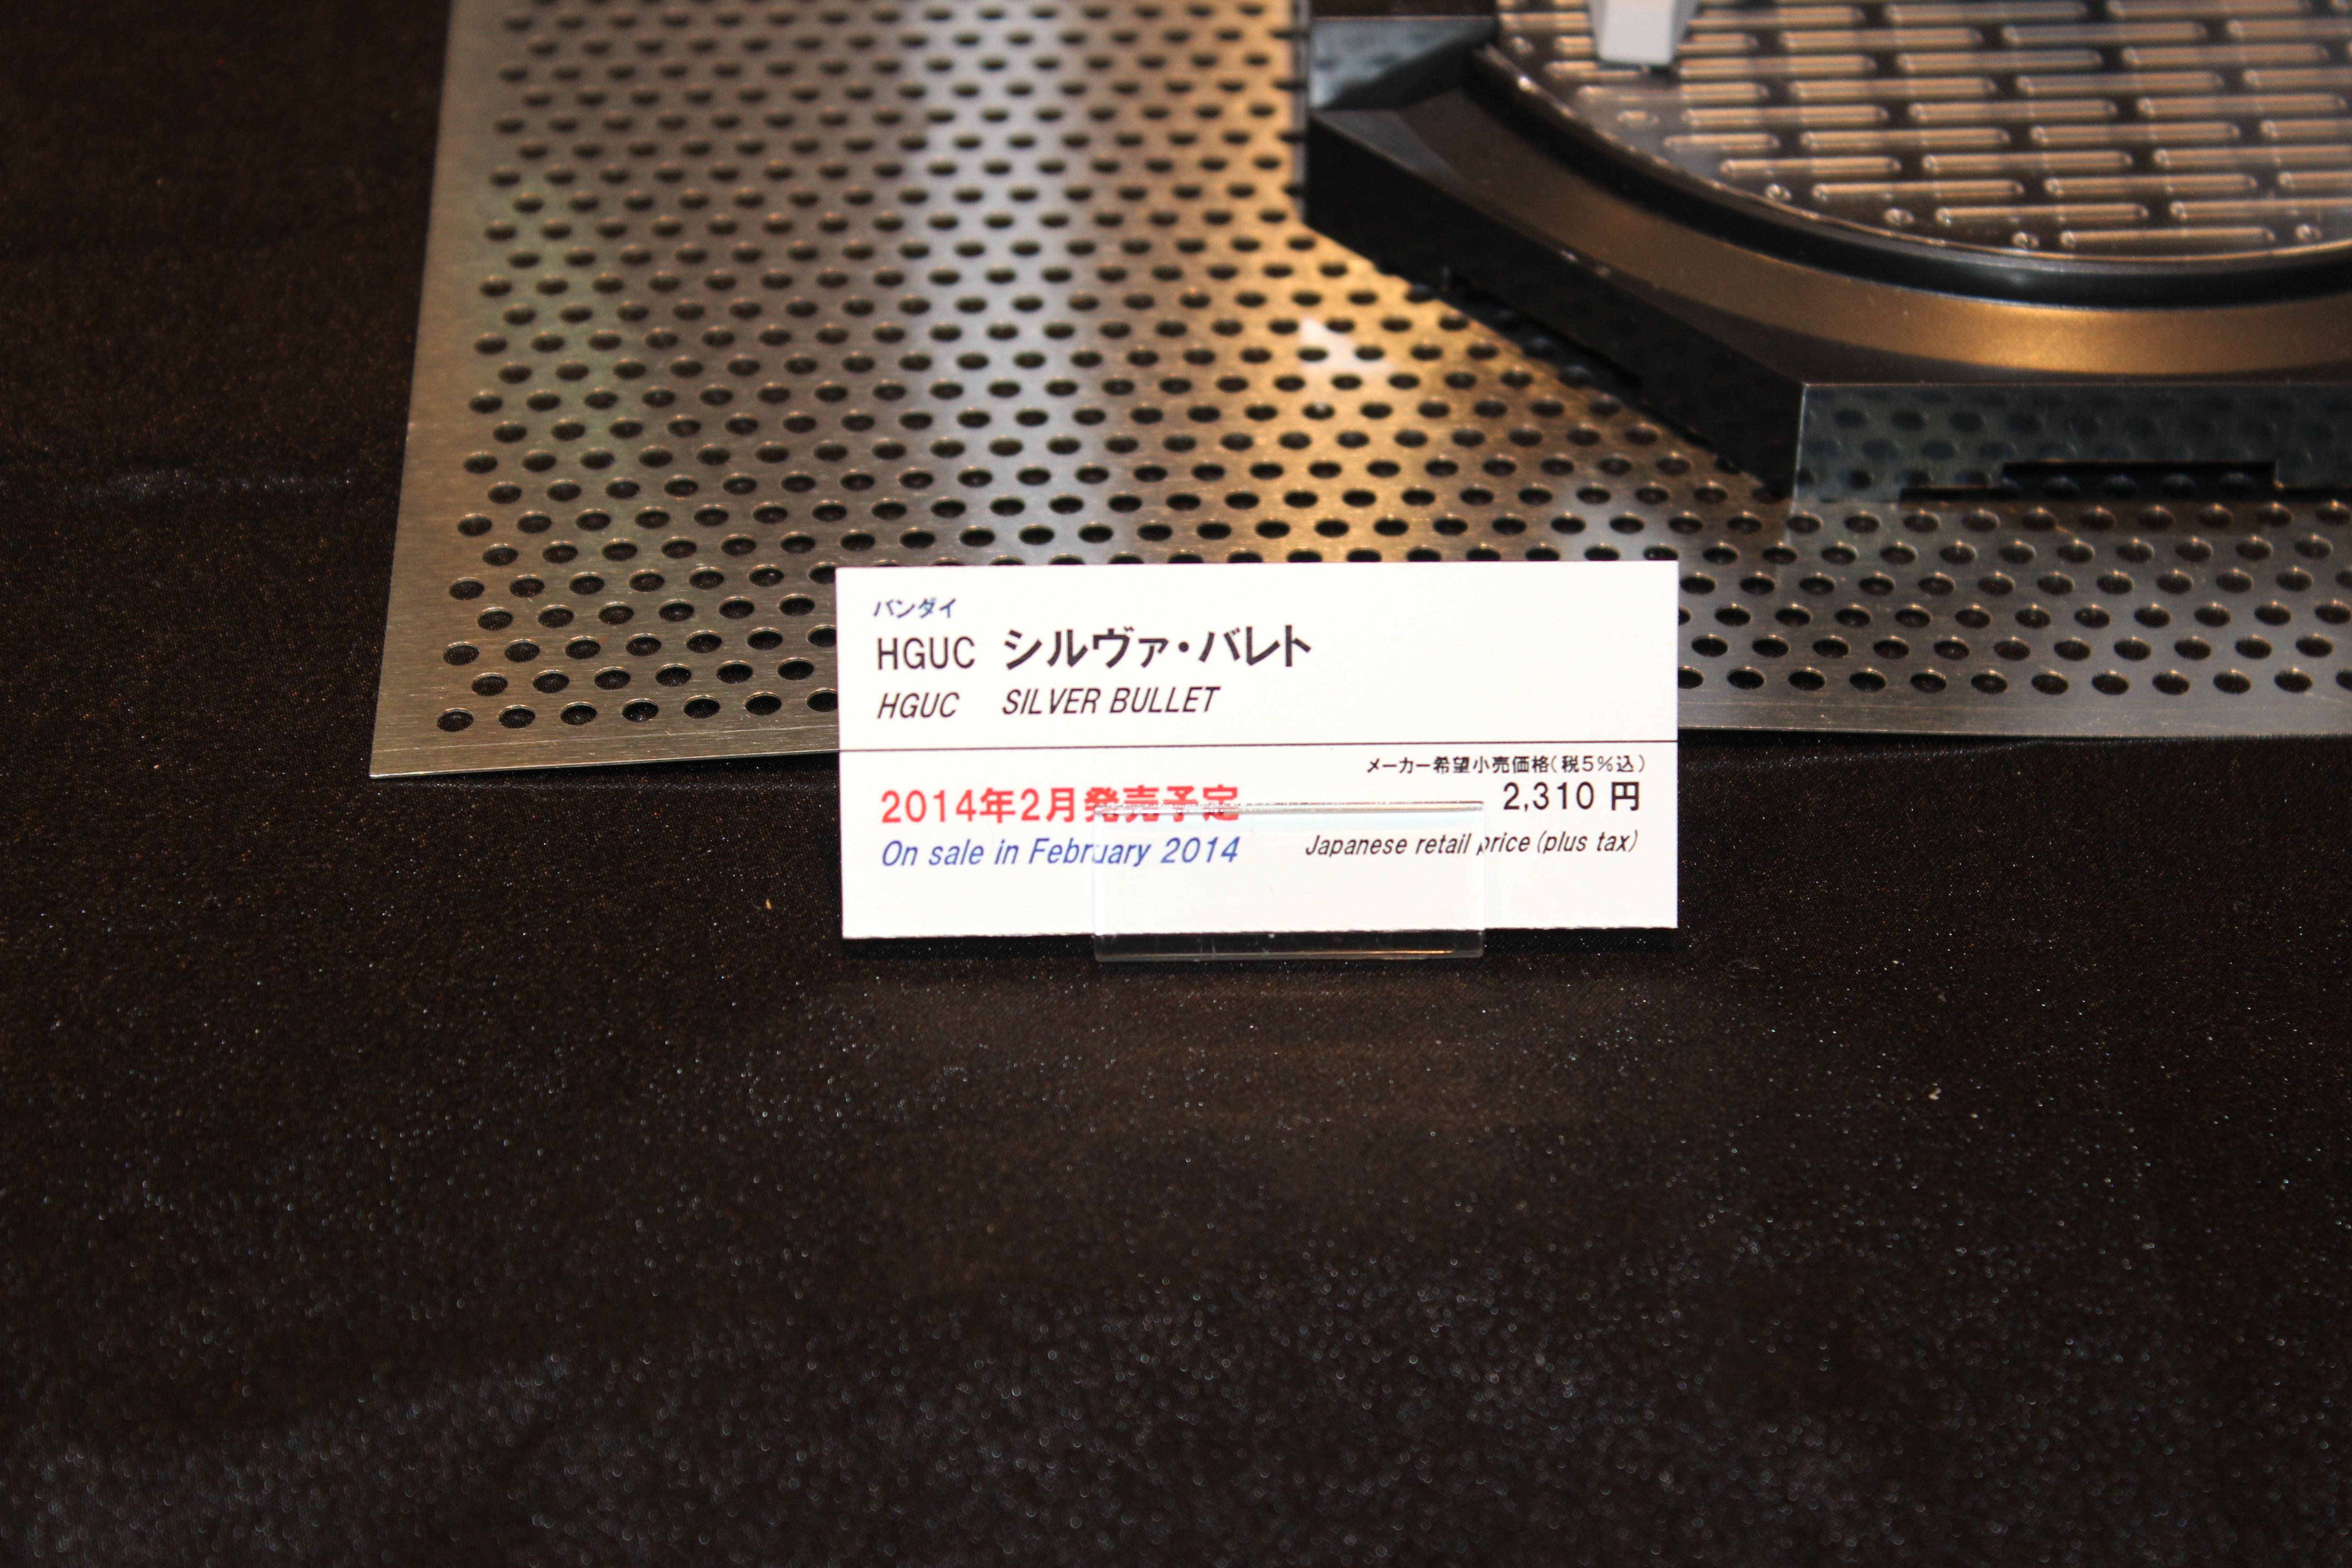 バンダイ
HGUC シルヴァ・バレト
HGUC SILVER BULLET
メーカー希望小売価格(税5%込)
2014年2月発売予定 2,310 円
On sale in February 2014 Japanese retail price (plus tax)